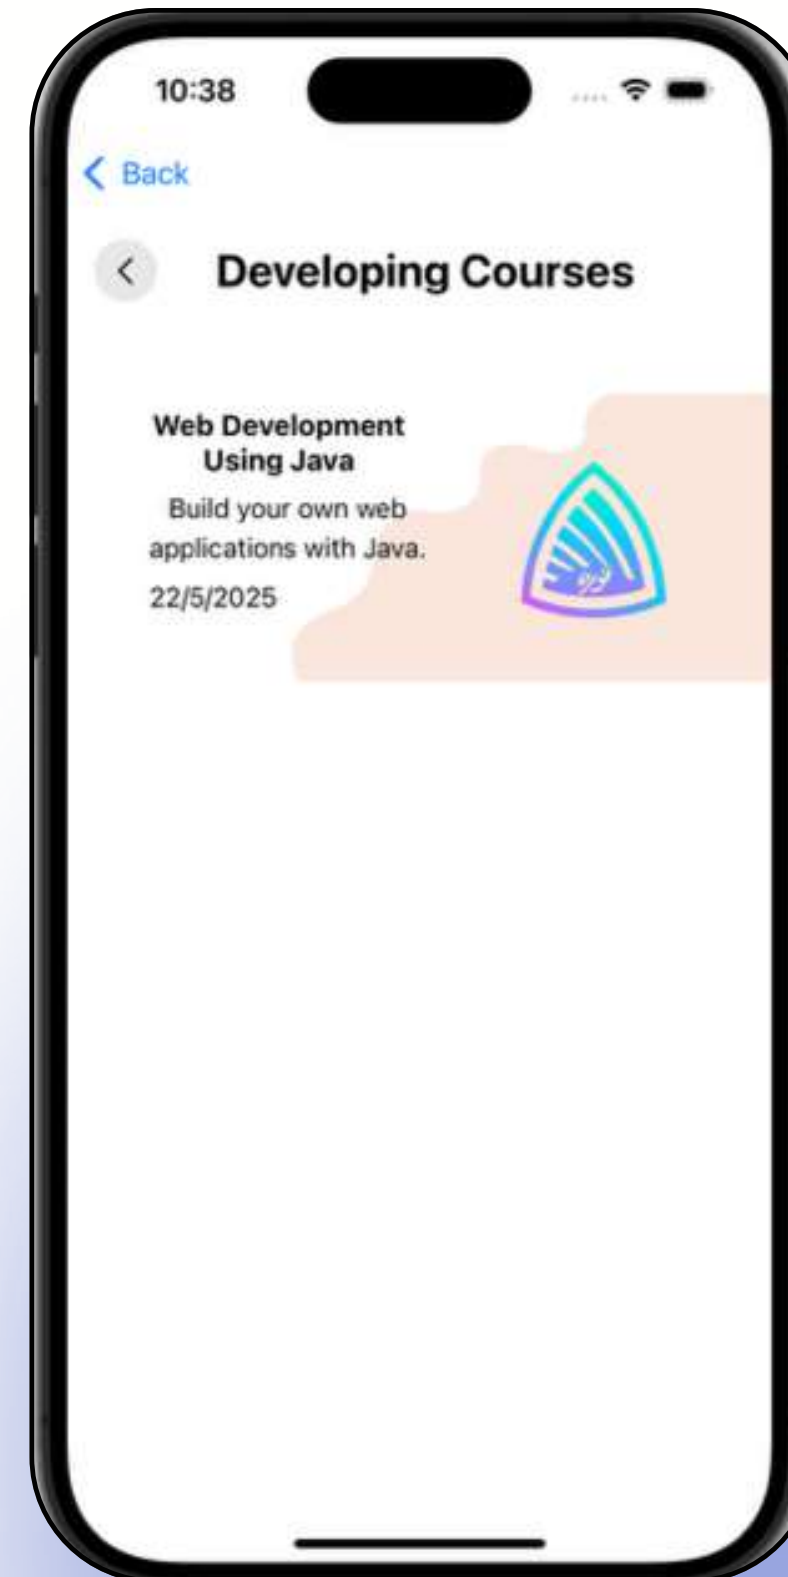 10:38
Back
Developing Courses
Web Development
Using Java
Build your own web
applications with Java.
22/5/2025